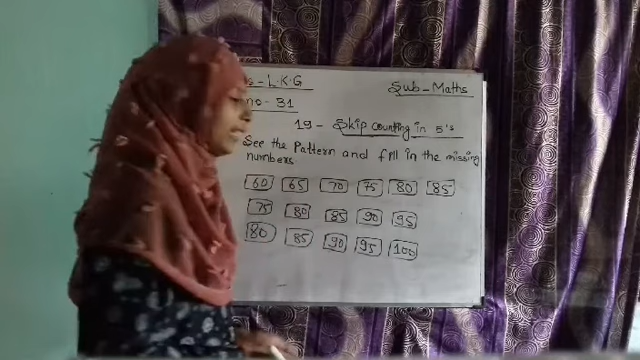 s - L.K.G
Sub - Maths
no - 31
19 - Skip counting in 5's
See the Pattern and fill in the missing
numbers
60 65 70 75 80 85
75 80 85 90 95
80 85 90 95 100